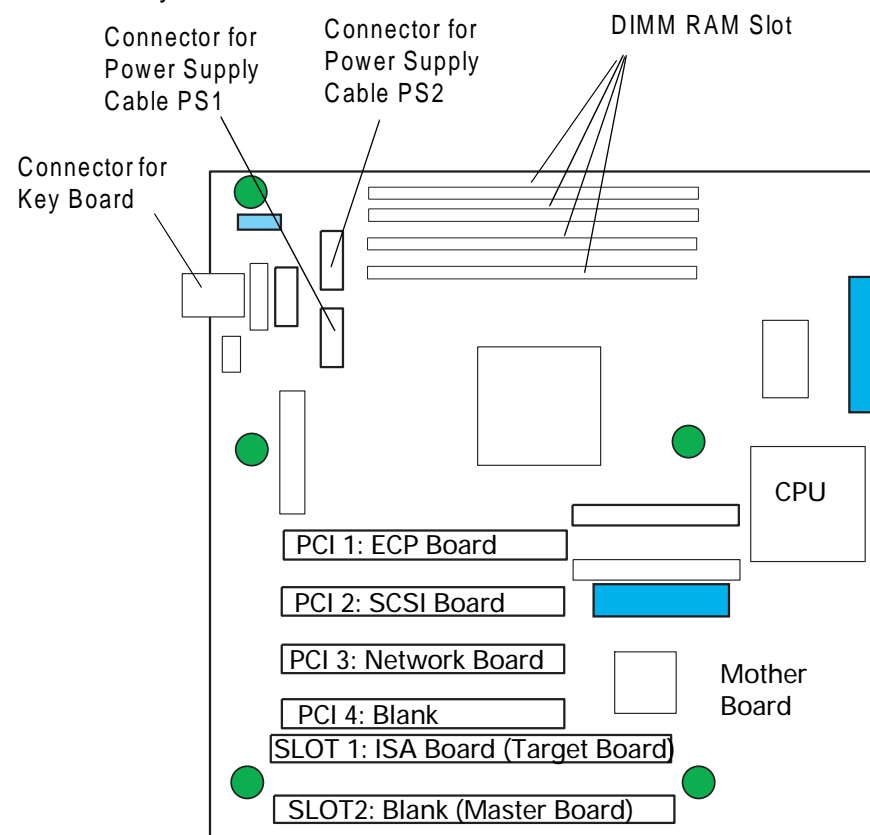 Connector for
Power Supply
Cable PS1
Connector for
Power Supply
Cable PS2
DIMM RAM Slot
Connector for
Key Board
CPU
PCI 1: ECP Board
PCI 2: SCSI Board
PCI 3: Network Board
Mother
Board
PCI 4: Blank
SLOT 1: ISA Board (Target Board)
SLOT2: Blank (Master Board)